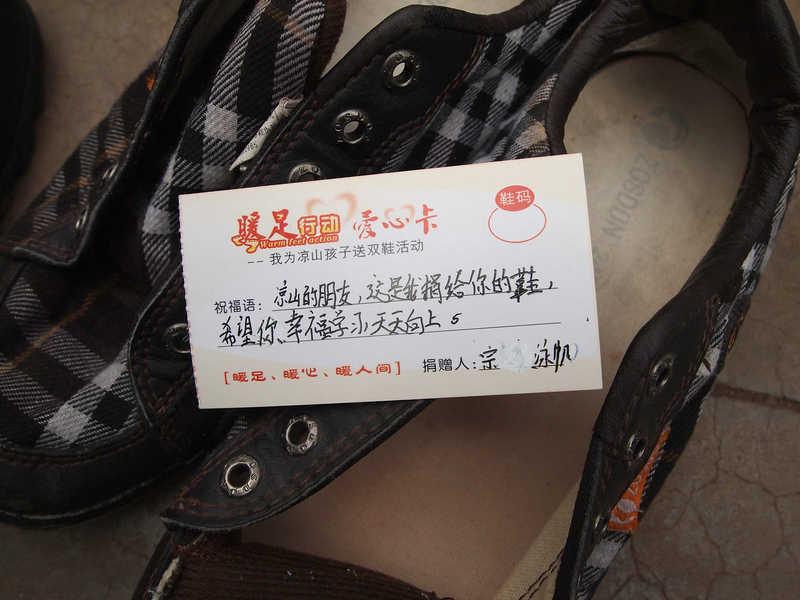 暖足行动 爱心卡
Warm feet action
鞋码
-- 我为凉山孩子送双鞋活动
祝福语：凉山的朋友，这是我捐给你的鞋，
希望你幸福学习天天向上。
[暖足、暖心、暖人间]
捐赠人：宗 泳帆